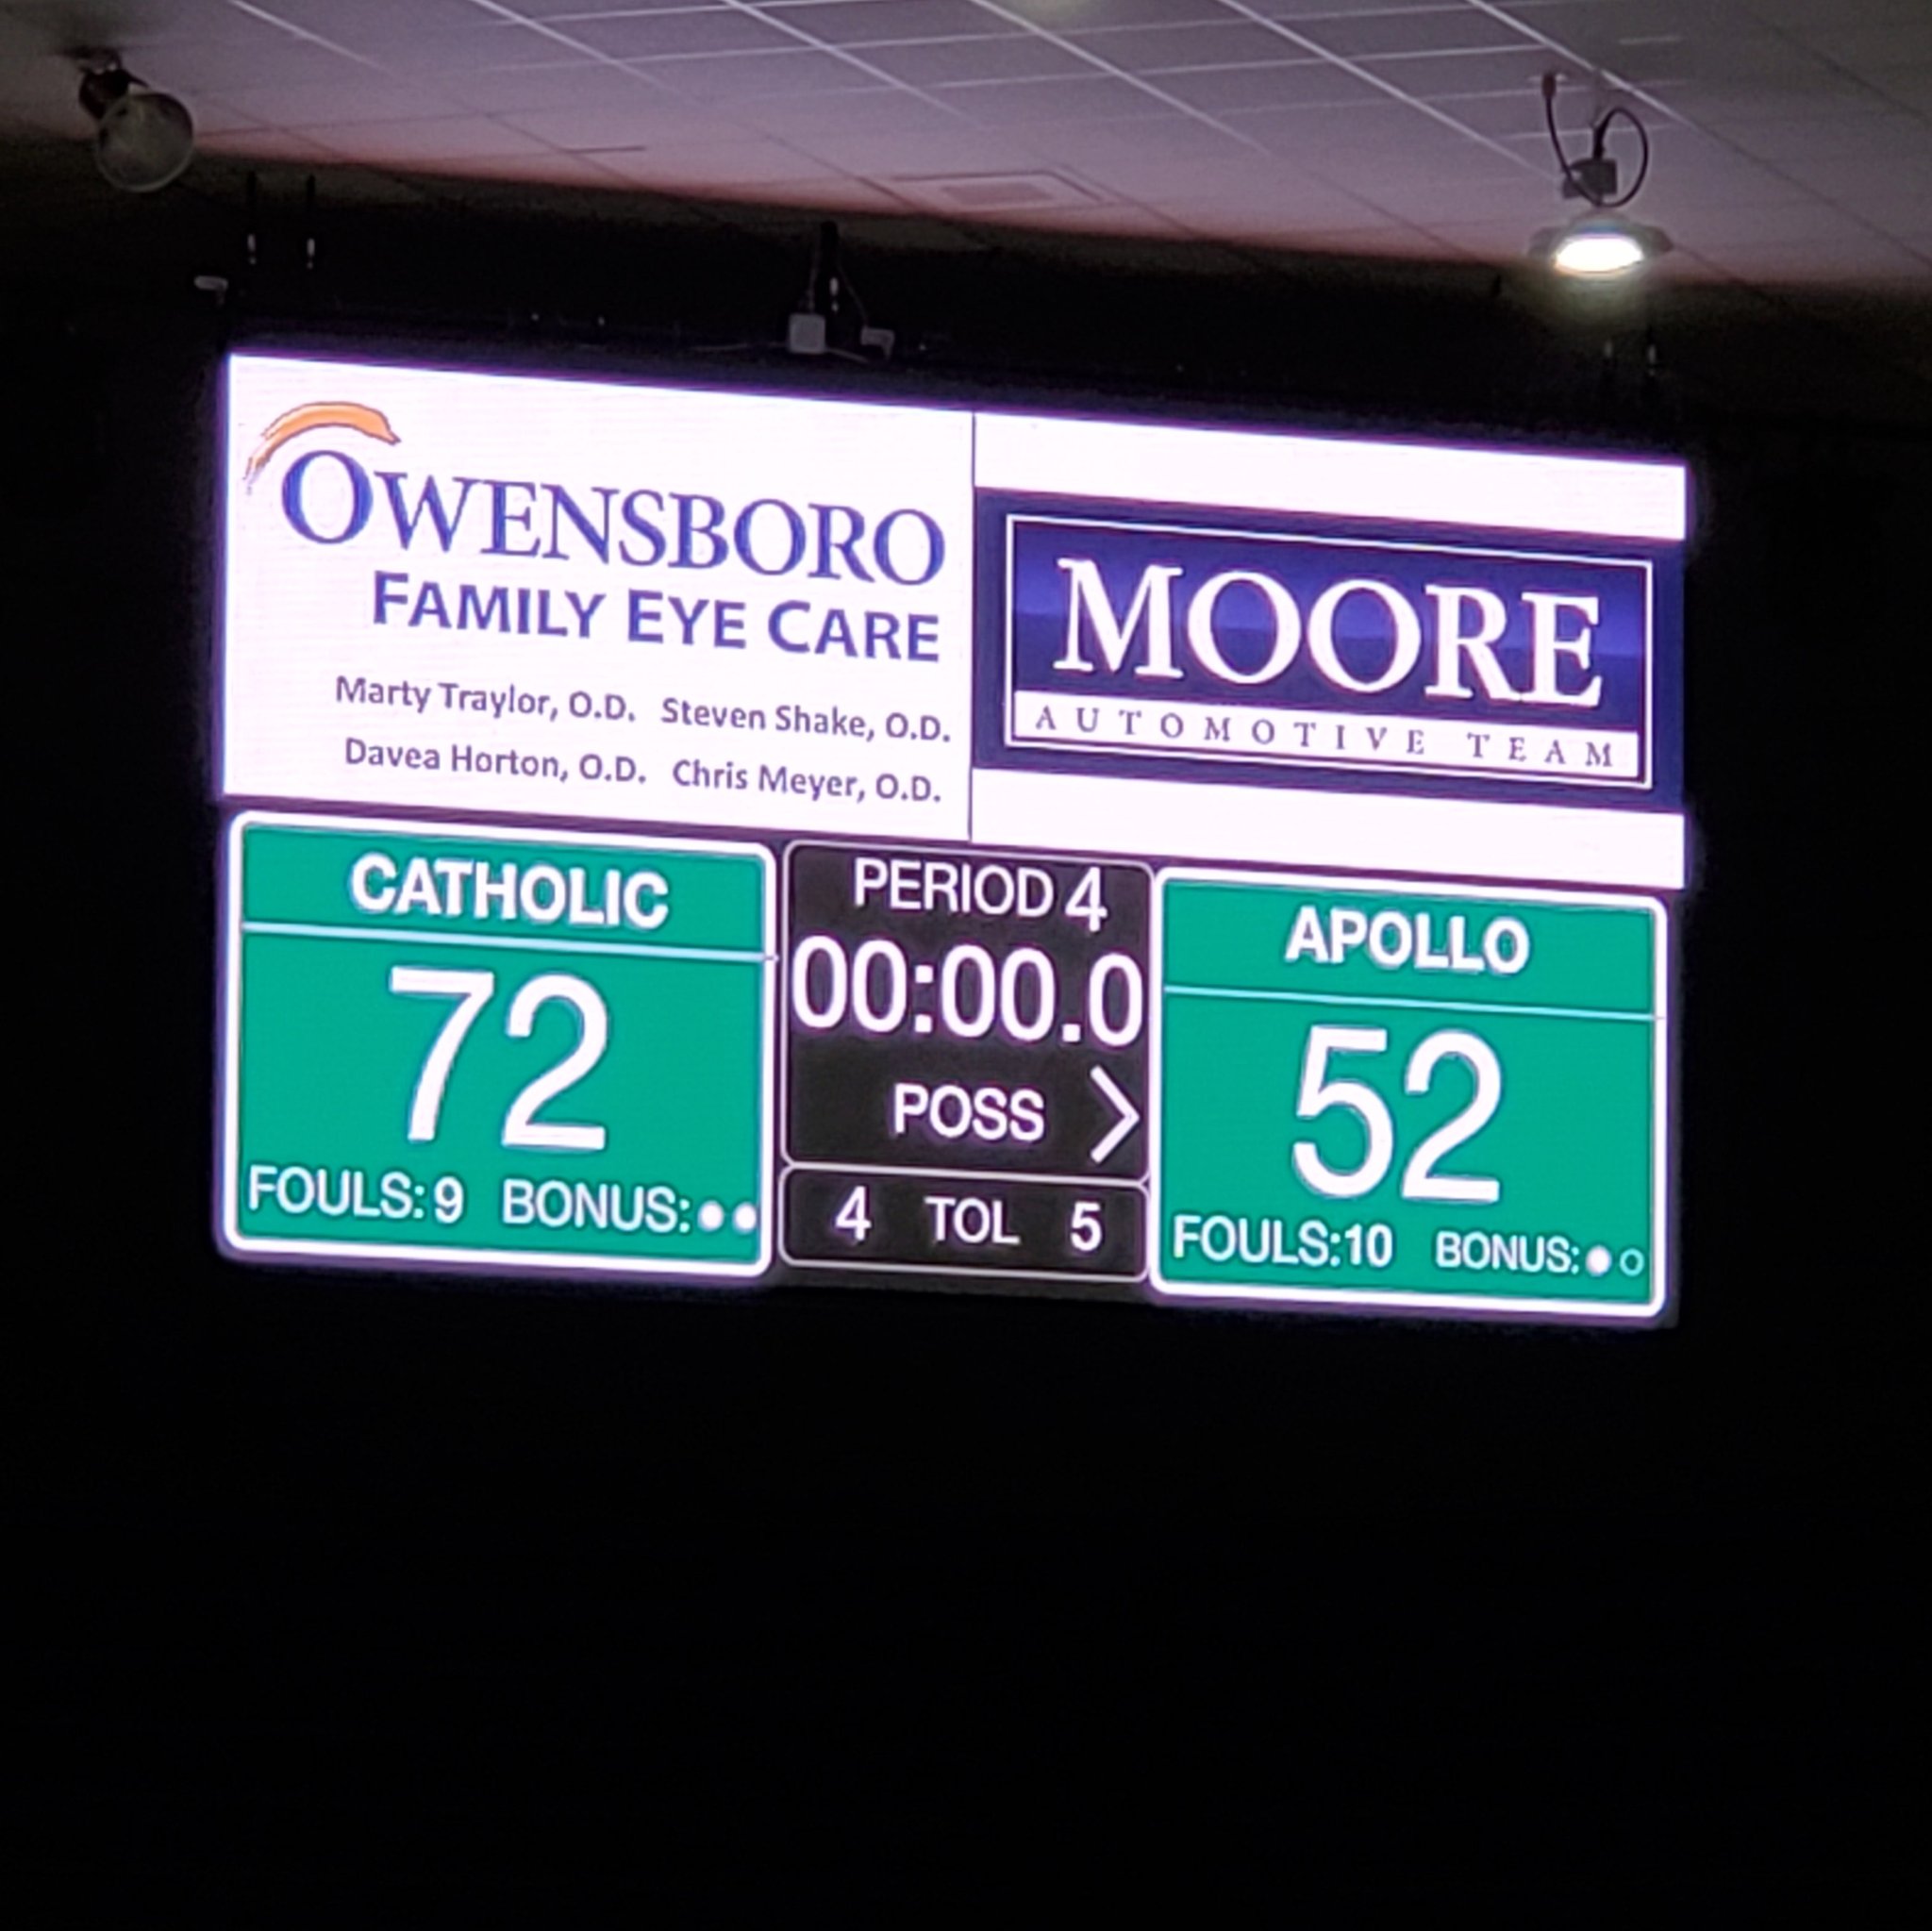 OWENSBORO
FAMILY EYE CARE
Marty Traylor, O.D. Steven Shake, O.D.
Davea Horton, O.D. Chris Meyer, O.D.
MOORE
AUTOMOTIVE TEAM
CATHOLIC
72
FOULS: 9 BONUS:
PERIOD 4
00:00.0
POSS >
4 TOL 5
APOLLO
52
FOULS:10 BONUS: